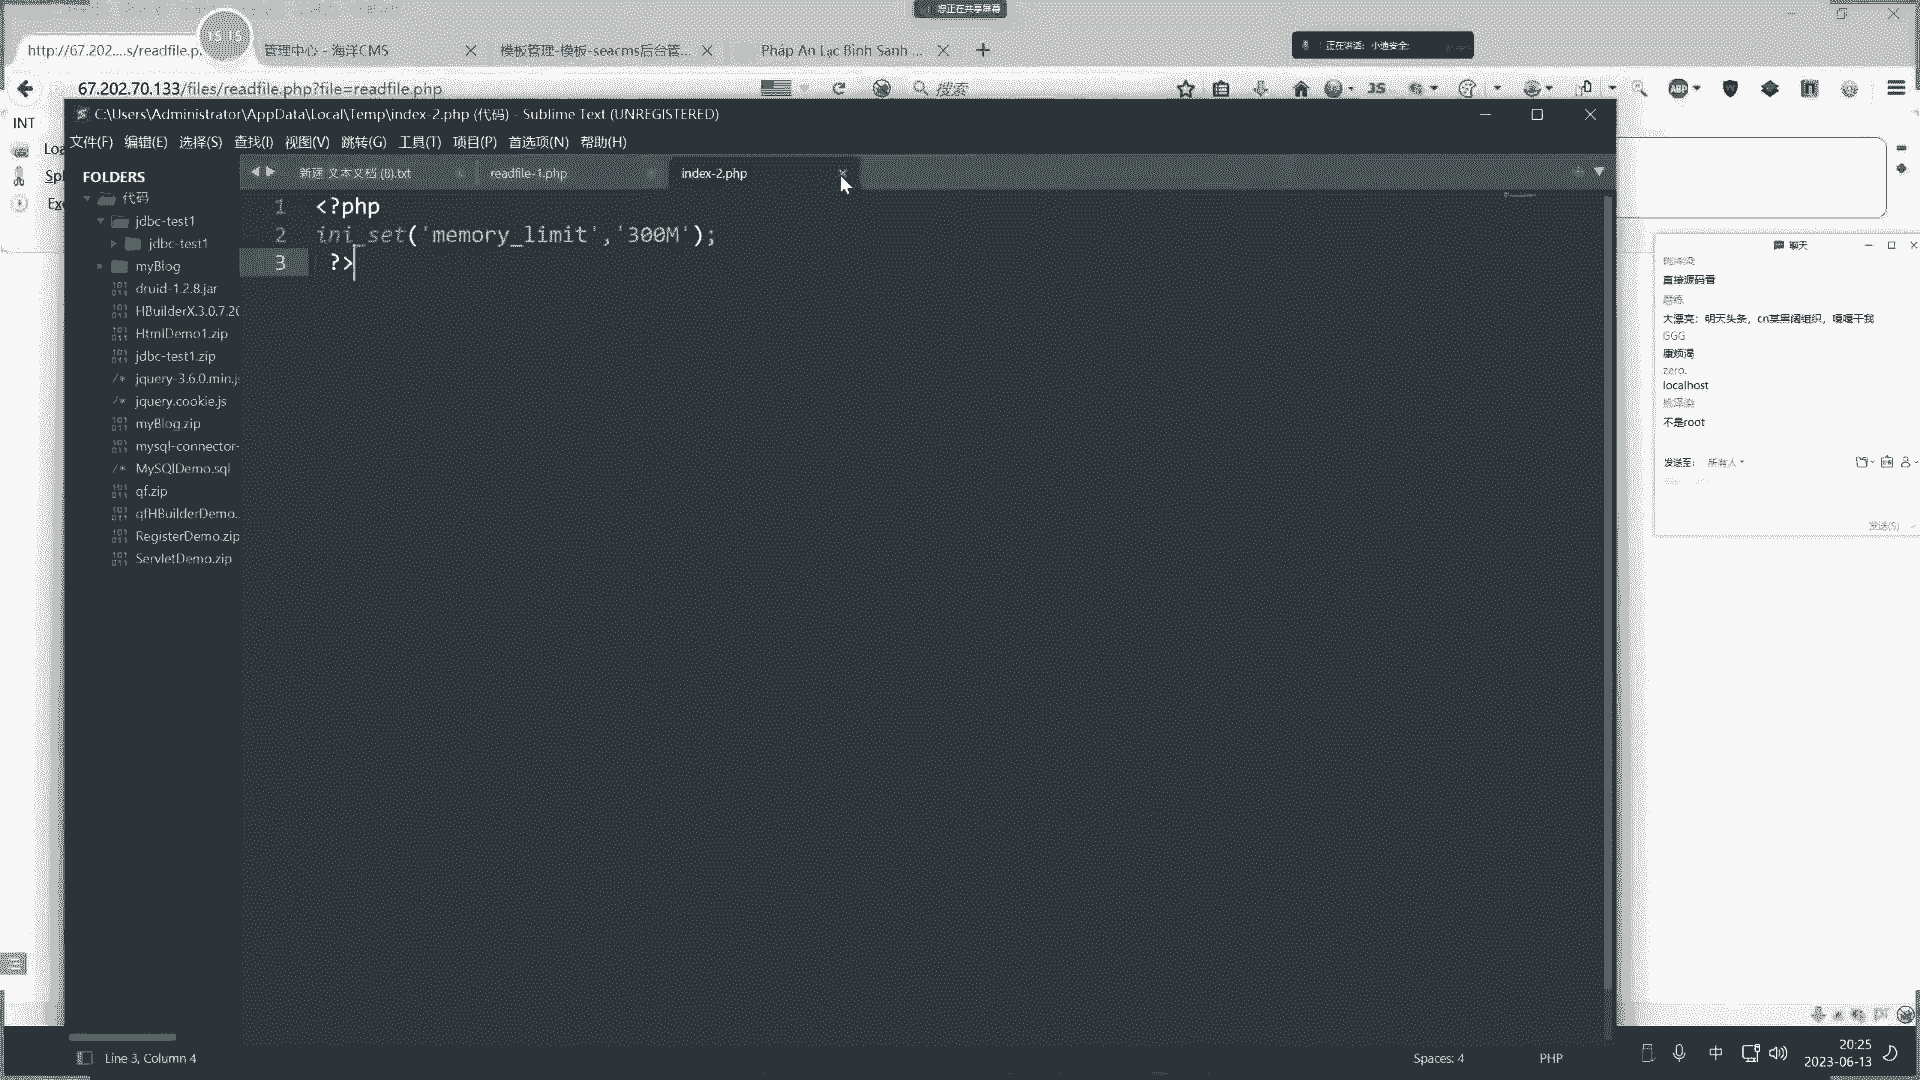 您正在共享屏幕
15:15
http://67.202....s/readfile.p.
管理中心 - 海洋CMS
模板管理-模板-seacms后台管...
Pháp An Lạc Bình Sanh ...
正在讲话: 小迪安全:
67.202.70.133/files/readfile.php?file=readfile.php
搜索
ABP
JS
INT
Loa
Spl
Exe
C:\Users\Administrator\AppData\Local\Temp\index-2.php (代码) - Sublime Text (UNREGISTERED)
文件(F) 编辑(E) 选择(S) 查找(I) 视图(V) 跳转(G) 工具(T) 项目(P) 首选项(N) 帮助(H)
FOLDERS
代码
jdbc-test1
jdbc-test1
myBlog
druid-1.2.8.jar
HBuilderX.3.0.7.20
HtmlDemo1.zip
jdbc-test1.zip
jquery-3.6.0.min.js
jquery.cookie.js
myBlog.zip
mysql-connector-
MySQlDemo.sql
qf.zip
qfHBuilderDemo.
RegisterDemo.zip
ServletDemo.zip
新建 文本文档 (8).txt
readfile-1.php
index-2.php
1 <?php
2 ini_set('memory_limit','300M');
3 ?>
聊天
直接源码看
大漂亮：明天头条，cn某黑阔组织，嘎嘎干我
GGG
康烦渴
zero.
localhost
不是root
发送至: 所有人
发送(S)
Line 3, Column 4
Spaces: 4
PHP
中
20:25
2023-06-13